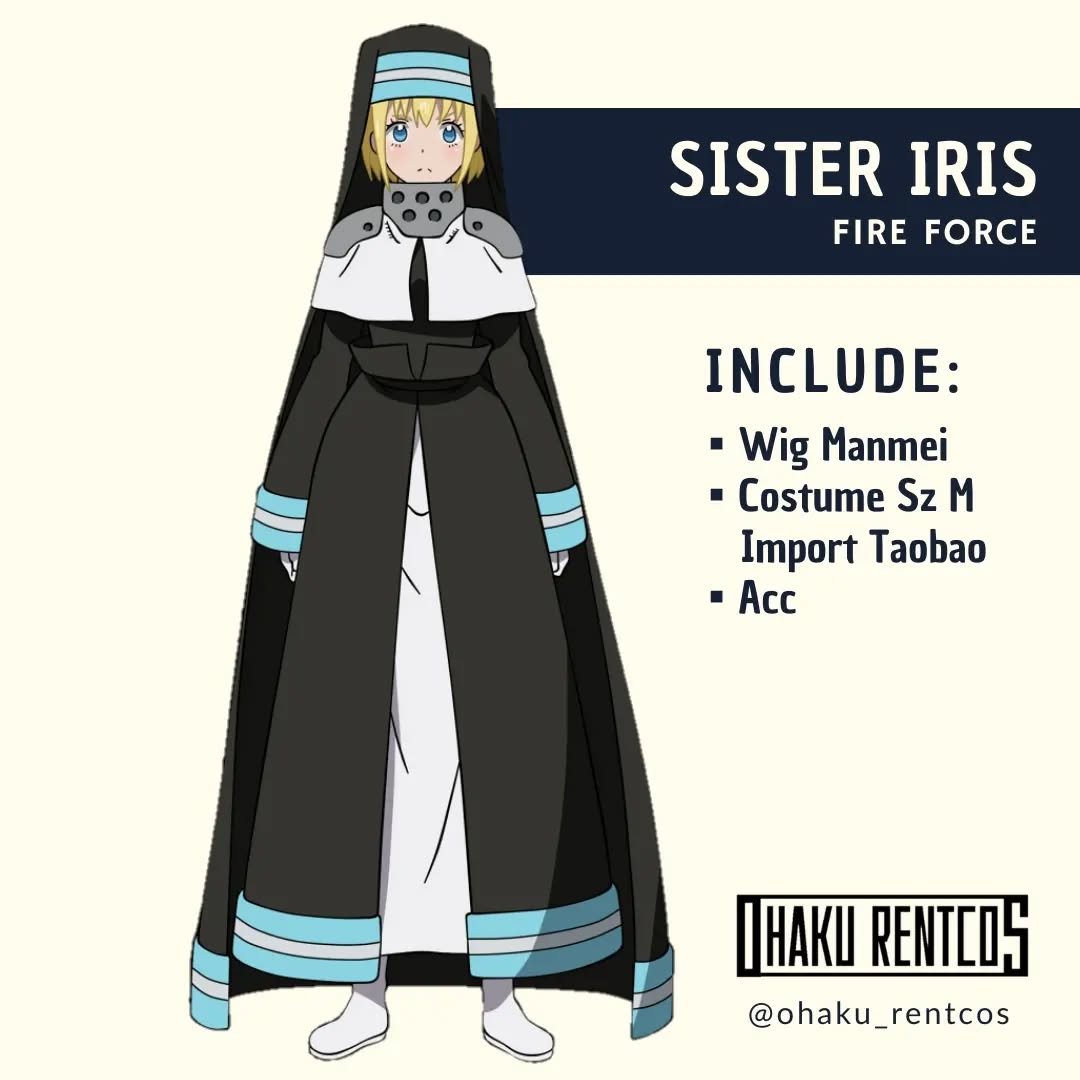 SISTER IRIS
FIRE FORCE
INCLUDE:
▪ Wig Manmei
▪ Costume Sz M
Import Taobao
▪ Acc
OHAKU RENTCOS
@ohaku_rentcos